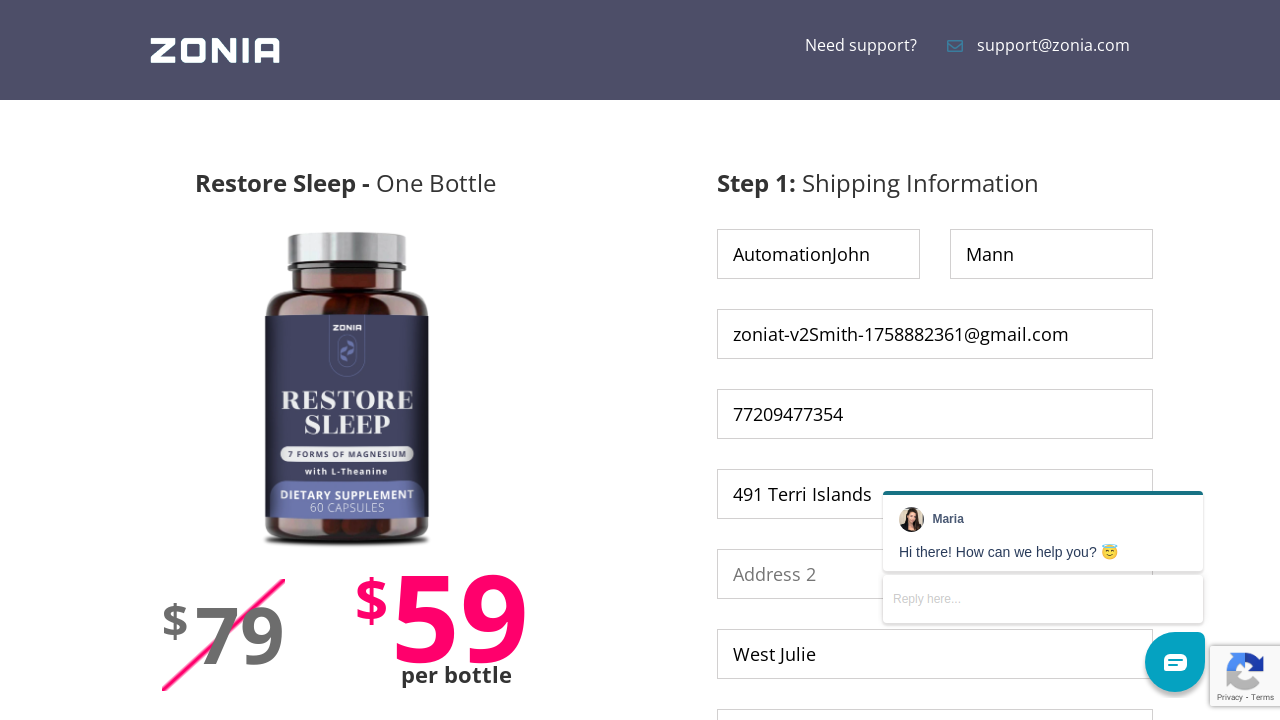 ZONIA
Need support?
support@zonia.com
Restore Sleep - One Bottle
ZONIA
RESTORE
SLEEP
7 FORMS OF MAGNESIUM
with L-Theanine
DIETARY SUPPLEMENT
60 CAPSULES
$79
$59
per bottle
Step 1: Shipping Information
AutomationJohn
Mann
zoniat-v2Smith-1758882361@gmail.com
77209477354
491 Terri Islands
Address 2
West Julie
Maria
Hi there! How can we help you? 😇
Reply here...
Privacy - Terms